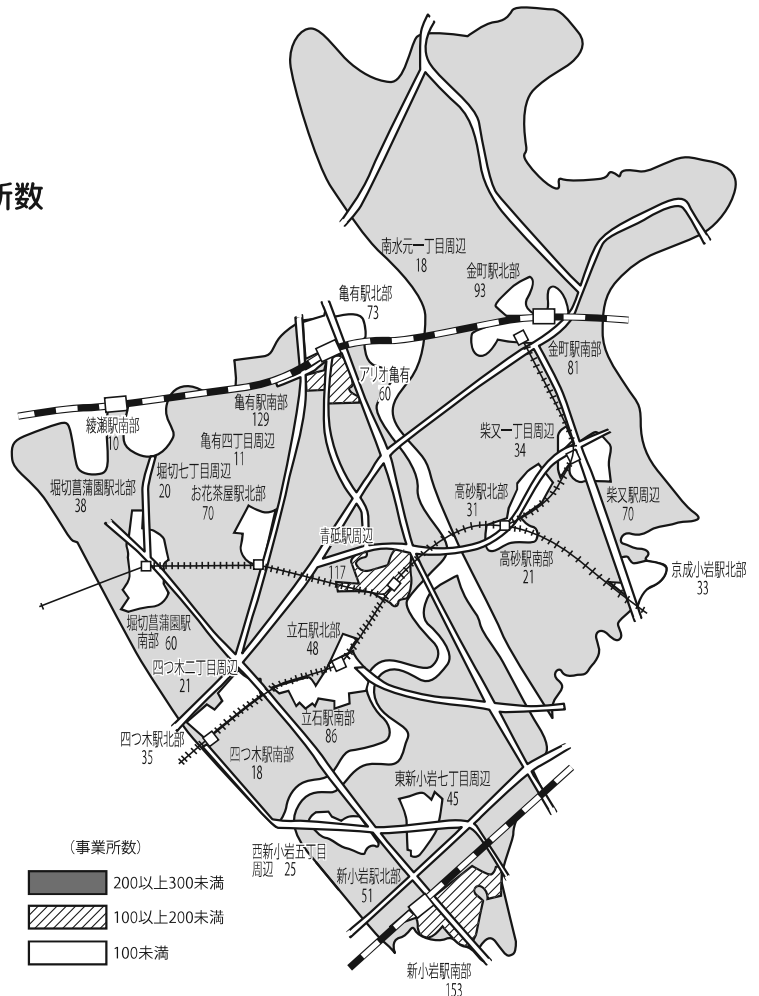 所数
南水元一丁目周辺
18
金町駅北部
93
亀有駅北部
73
金町駅南部
81
アリオ亀有
60
亀有駅南部
129
綾瀬駅南部
10
亀有四丁目周辺
11
柴又一丁目周辺
34
堀切七丁目周辺
20
堀切菖蒲園駅北部
38
お花茶屋駅北部
70
高砂駅北部
31
柴又駅周辺
70
青砥駅周辺
117
高砂駅南部
21
京成小岩駅北部
33
堀切菖蒲園駅
南部 60
立石駅北部
48
四つ木二丁目周辺
21
立石駅南部
86
四つ木駅北部
35
四つ木駅南部
18
東新小岩七丁目周辺
45
西新小岩五丁目
周辺 25
新小岩駅北部
51
新小岩駅南部
153
（事業所数）
200以上300未満
100以上200未満
100未満